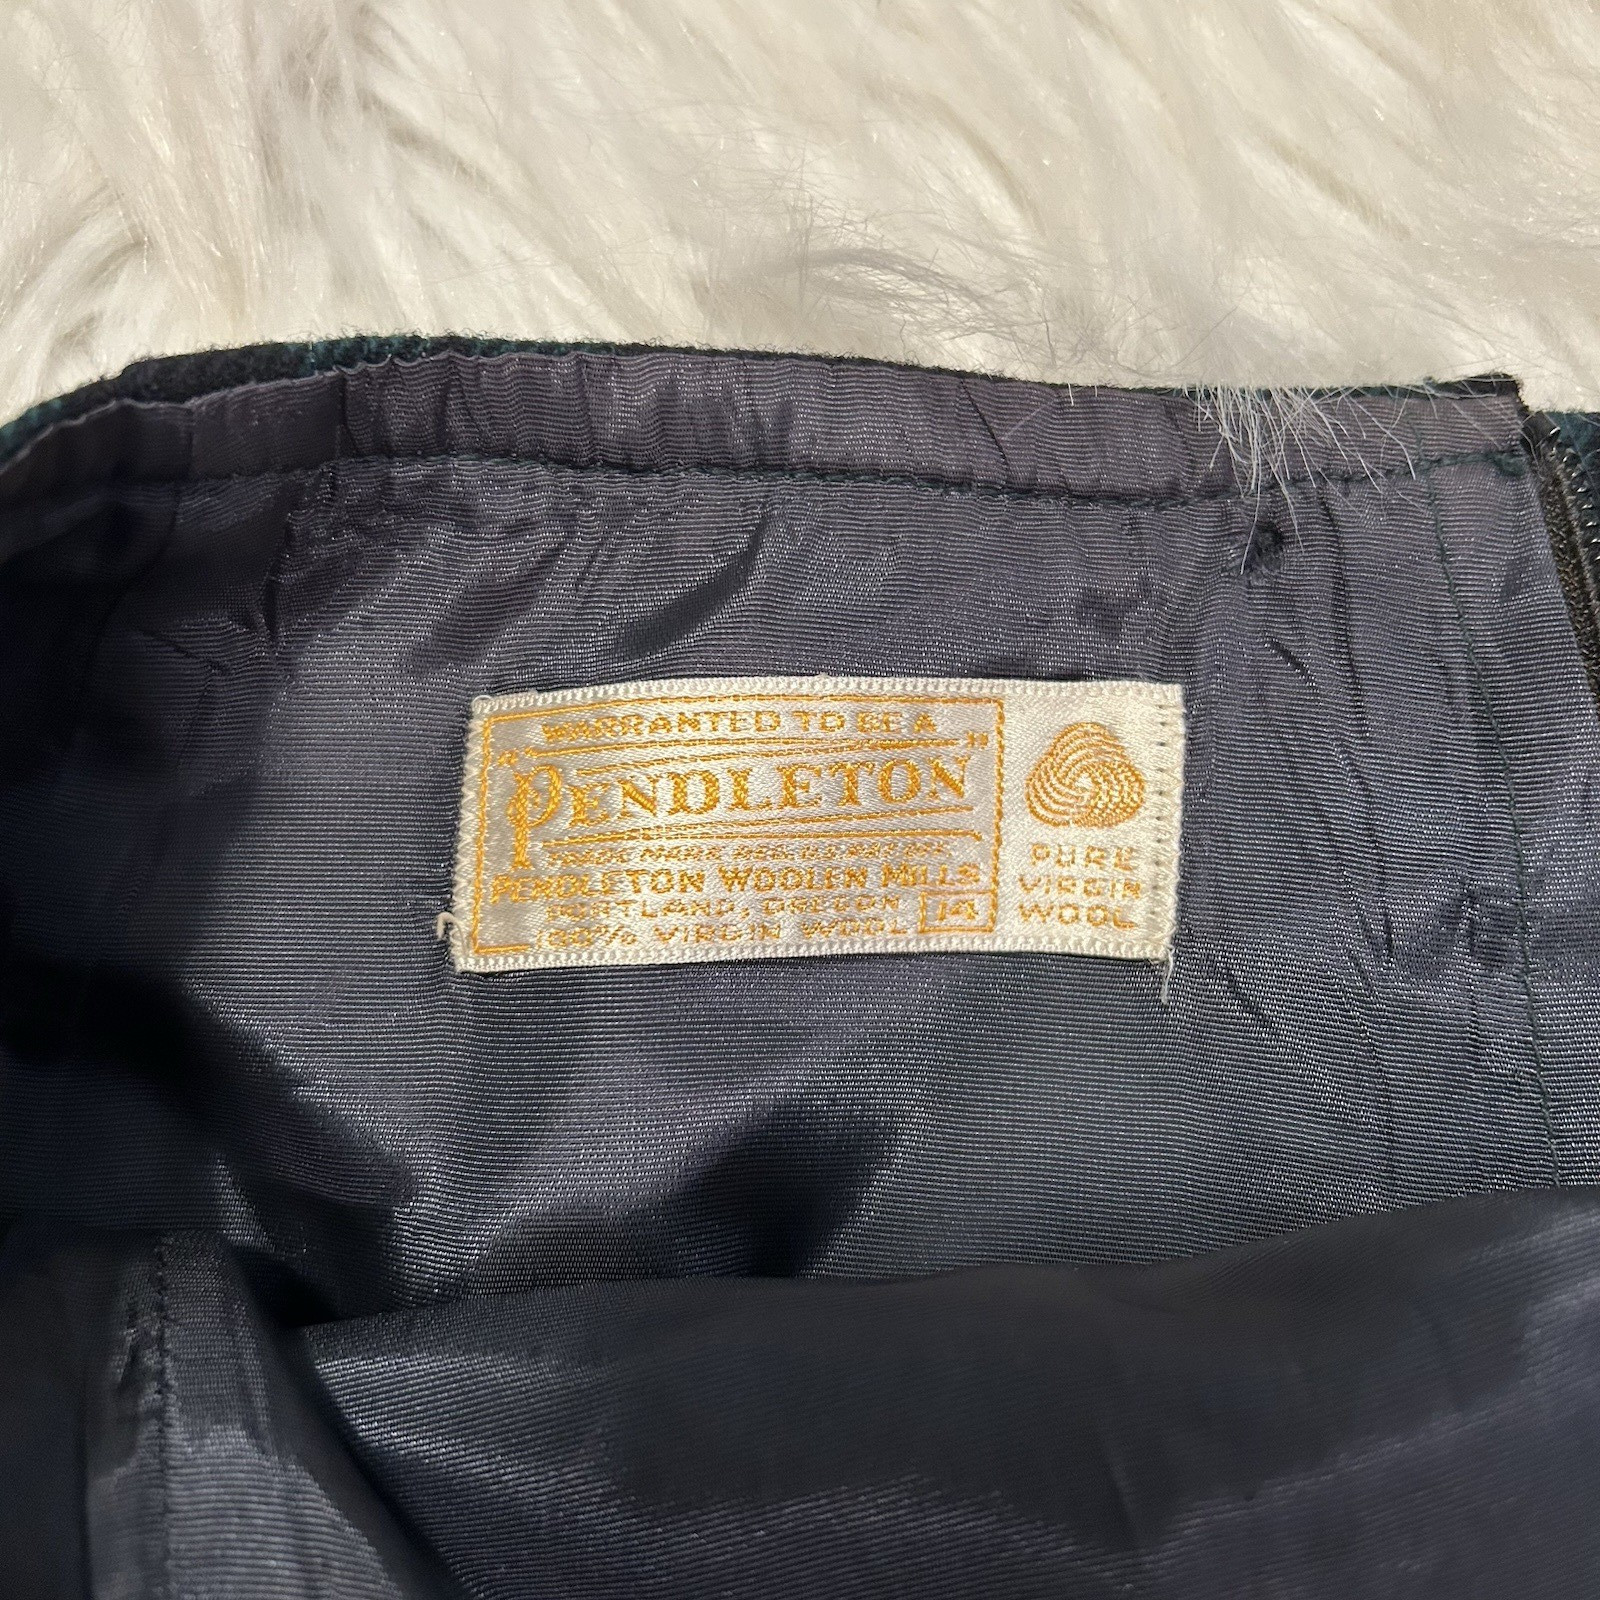 WARRANTED TO BE A
"PENDLETON"
TRADE MARK REG. U.S. PAT. OFF.
PENDLETON WOOLEN MILLS
PORTLAND, OREGON
100% VIRGIN WOOL
14
PURE
VIRGIN
WOOL